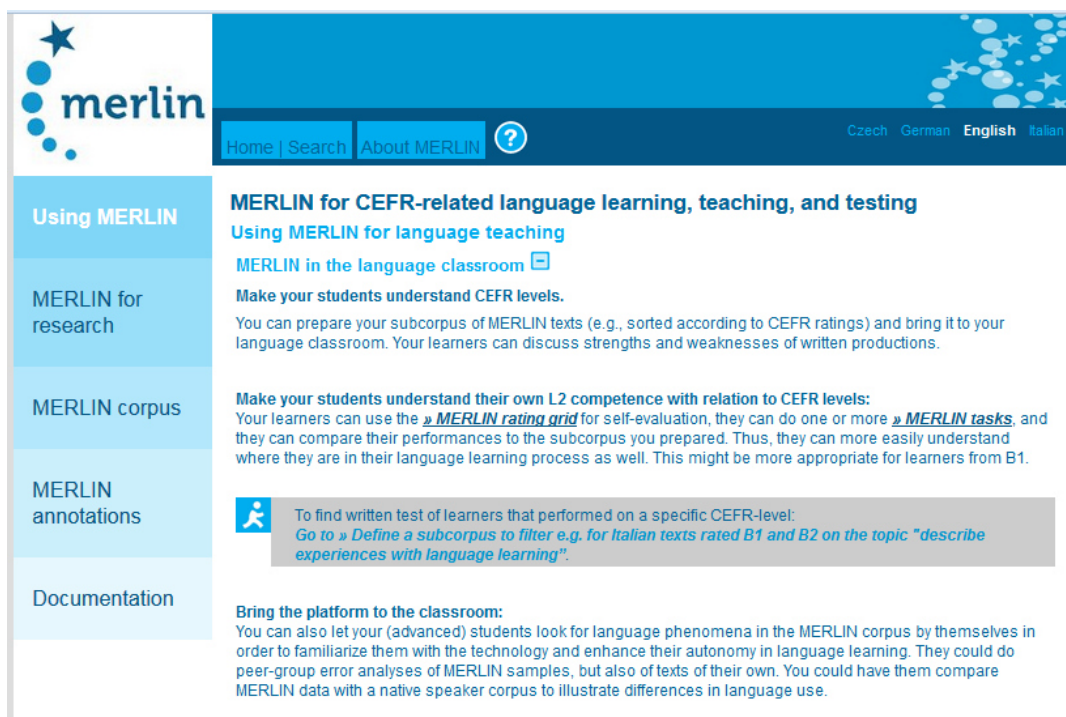 merlin
Home | Search About MERLIN ?
Czech German English Italian
Using MERLIN
MERLIN for
research
MERLIN corpus
MERLIN
annotations
Documentation
MERLIN for CEFR-related language learning, teaching, and testing
Using MERLIN for language teaching
MERLIN in the language classroom
Make your students understand CEFR levels.
You can prepare your subcorpus of MERLIN texts (e.g., sorted according to CEFR ratings) and bring it to your
language classroom. Your learners can discuss strengths and weaknesses of written productions.
Make your students understand their own L2 competence with relation to CEFR levels:
Your learners can use the » MERLIN rating grid for self-evaluation, they can do one or more » MERLIN tasks, and
they can compare their performances to the subcorpus you prepared. Thus, they can more easily understand
where they are in their language learning process as well. This might be more appropriate for learners from B1.
To find written test of learners that performed on a specific CEFR-level:
Go to » Define a subcorpus to filter e.g. for Italian texts rated B1 and B2 on the topic "describe
experiences with language learning”.
Bring the platform to the classroom:
You can also let your (advanced) students look for language phenomena in the MERLIN corpus by themselves in
order to familiarize them with the technology and enhance their autonomy in language learning. They could do
peer-group error analyses of MERLIN samples, but also of texts of their own. You could have them compare
MERLIN data with a native speaker corpus to illustrate differences in language use.